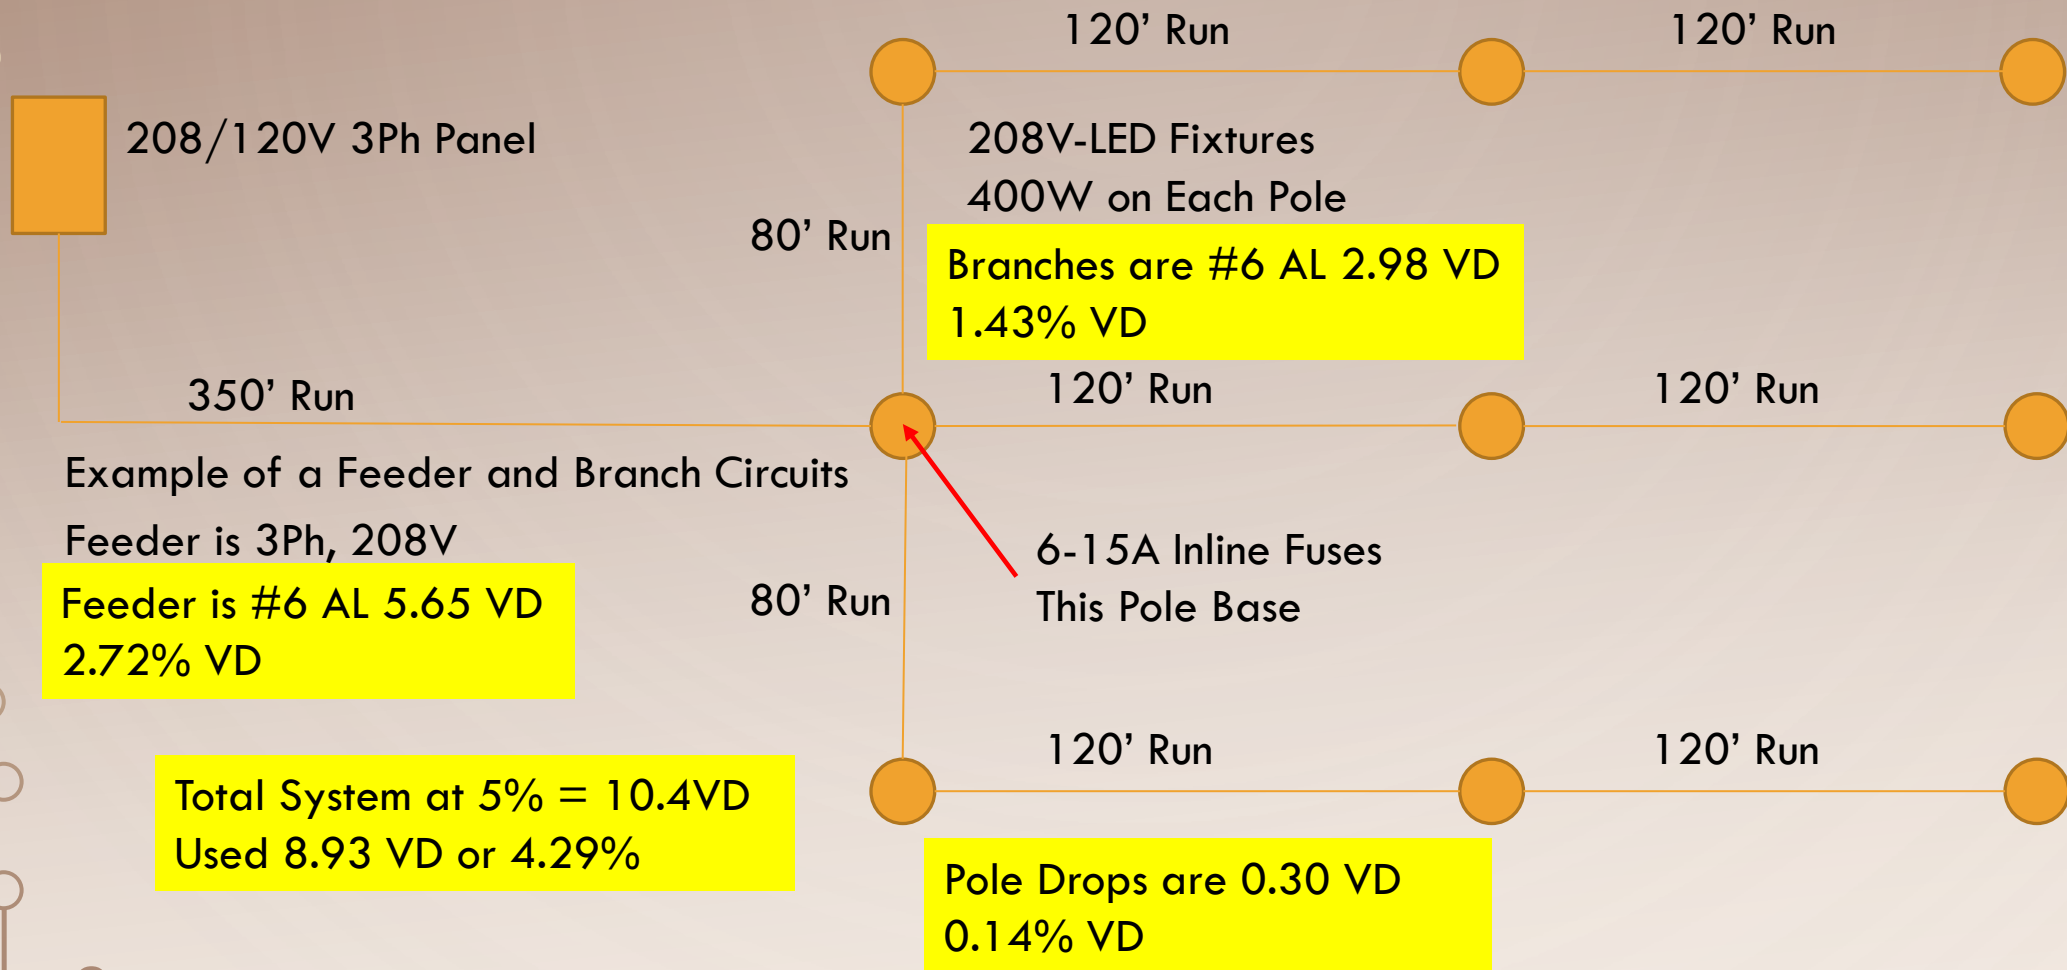 120’ Run
120’ Run
208/120V 3Ph Panel
208V-LED Fixtures
400W on Each Pole
80’ Run
Branches are #6 AL 2.98 VD
1.43% VD
350’ Run
120’ Run
120’ Run
Example of a Feeder and Branch Circuits
Feeder is 3Ph, 208V
Feeder is #6 AL 5.65 VD
2.72% VD
6-15A Inline Fuses
This Pole Base
80’ Run
120’ Run
120’ Run
Total System at 5% = 10.4VD
Used 8.93 VD or 4.29%
Pole Drops are 0.30 VD
0.14% VD